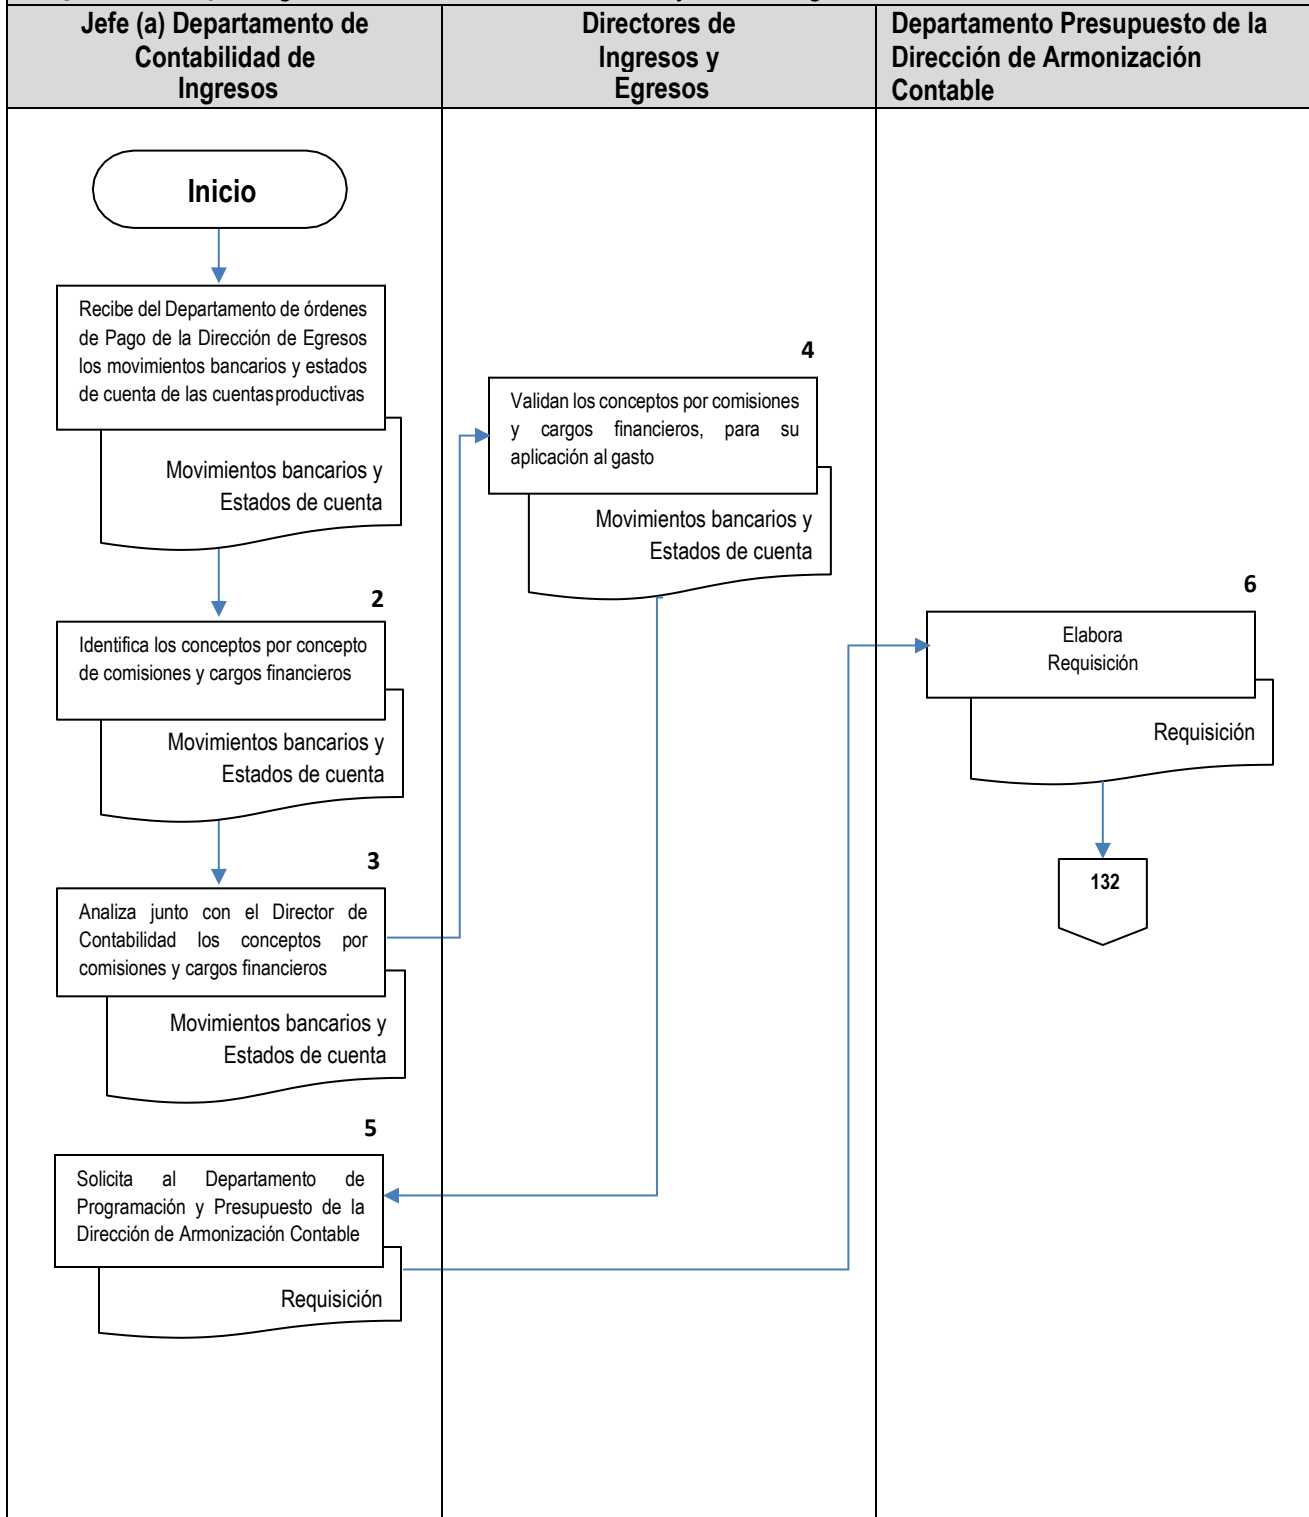 Jefe (a) Departamento de
Contabilidad de
Ingresos
Directores de
Ingresos y
Egresos
Departamento Presupuesto de la
Dirección de Armonización
Contable
Inicio
Recibe del Departamento de órdenes
de Pago de la Dirección de Egresos
los movimientos bancarios y estados
de cuenta de las cuentas productivas
Movimientos bancarios y
Estados de cuenta
2
Identifica los conceptos por concepto
de comisiones y cargos financieros
Movimientos bancarios y
Estados de cuenta
3
Analiza junto con el Director de
Contabilidad los conceptos por
comisiones y cargos financieros
Movimientos bancarios y
Estados de cuenta
4
Validan los conceptos por comisiones
y cargos financieros, para su
aplicación al gasto
Movimientos bancarios y
Estados de cuenta
5
Solicita al Departamento de
Programación y Presupuesto de la
Dirección de Armonización Contable
Requisición
6
Elabora
Requisición
Requisición
132